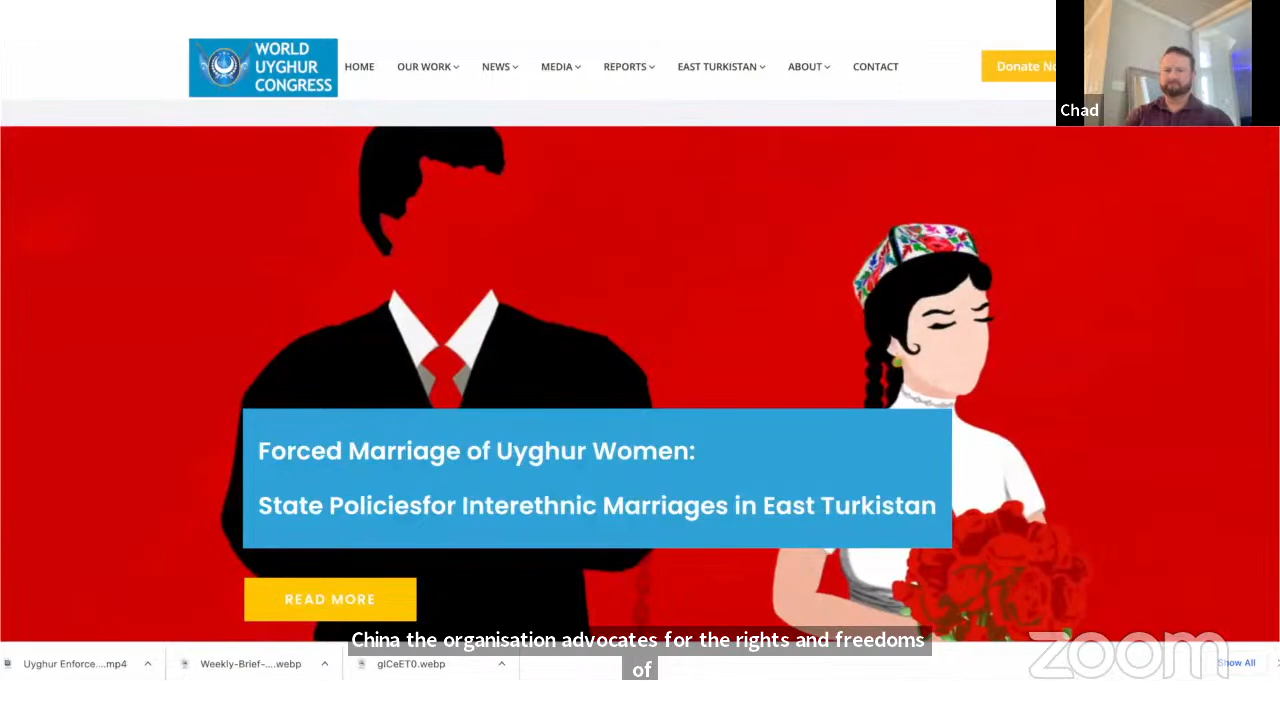 WORLD
UYGHUR
CONGRESS
HOME OUR WORK NEWS MEDIA REPORTS EAST TURKISTAN ABOUT CONTACT
Donate No
Chad
Forced Marriage of Uyghur Women:
State Policiesfor Interethnic Marriages in East Turkistan
READ MORE
China the organisation advocates for the rights and freedoms
of
Uyghur Enforce....mp4 Weekly-Brief-....webp glCeET0.webp
zoom
Show All